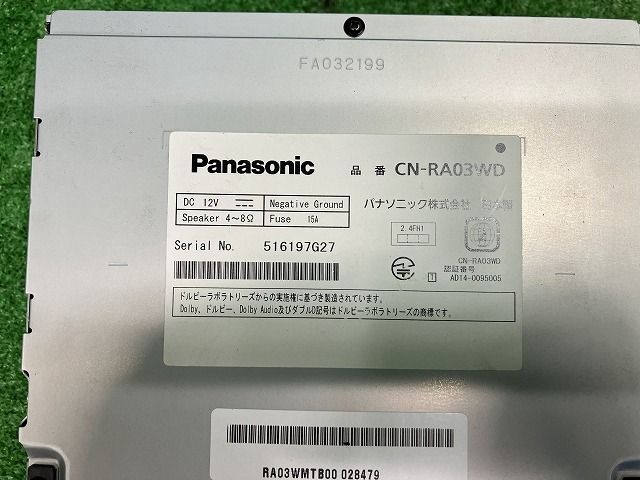 FA032199
Panasonic 品番 CN-RA03WD
DC 12V Negative Ground
Speaker 4～8Ω Fuse 15A
パナソニック株式会社
2.4FH1
Serial No. 516197G27
CN-RA03WD
認証番号
1 AD14-0095005
ドルビーラボラトリーズからの実施権に基づき製造されています。
Dolby、ドルビー、Dolby Audio及びダブルD記号はドルビーラボラトリーズの商標です。
RA03WMTB00 028479